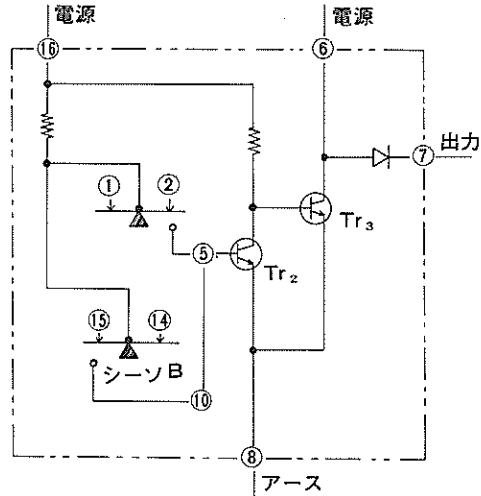 電源
電源
⑯
⑥
⑦
出力
①
②
Tr3
⑤
Tr2
⑮
⑭
シーソB
⑩
⑧
アース